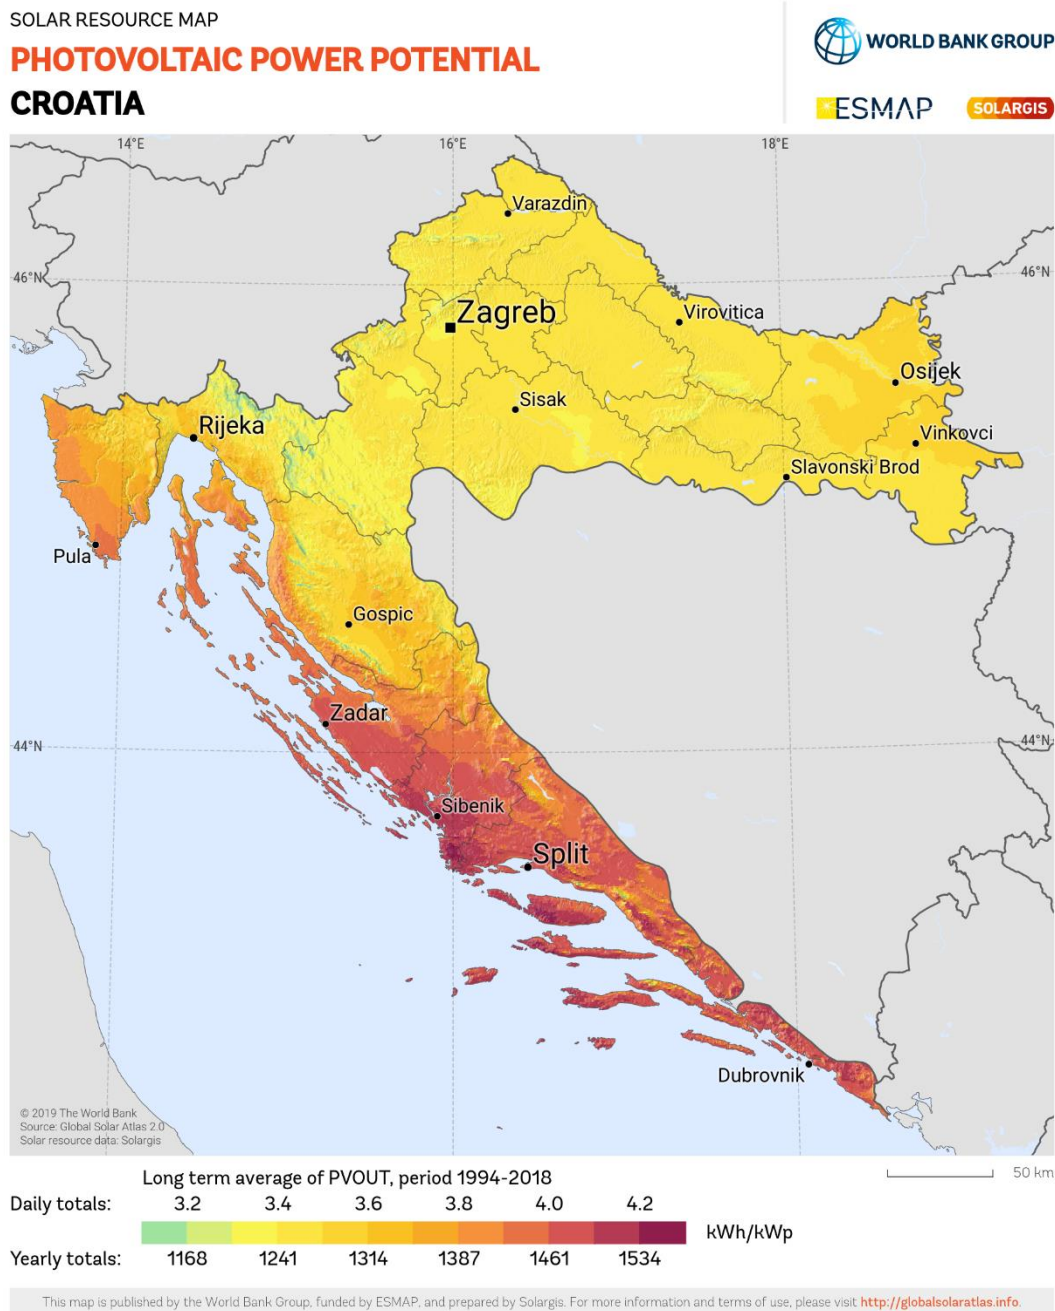 SOLAR RESOURCE MAP
PHOTOVOLTAIC POWER POTENTIAL
CROATIA
WORLD BANK GROUP
ESMAP
SOLARGIS
14°E 16°E 18°E
Varazdin
46°N 46°N
Zagreb
Virovitica
Osijek
Sisak
Rijeka
Vinkovci
Slavonski Brod
Pula
Gospic
Zadar
44°N 44°N
Sibenik
Split
Dubrovnik
© 2019 The World Bank
Source: Global Solar Atlas 2.0
Solar resource data: Solargis
50 km
Long term average of PVOUT, period 1994-2018
Daily totals: 3.2 3.4 3.6 3.8 4.0 4.2
kWh/kWp
Yearly totals: 1168 1241 1314 1387 1461 1534
This map is published by the World Bank Group, funded by ESMAP, and prepared by Solargis. For more information and terms of use, please visit http://globalsolaratlas.info.